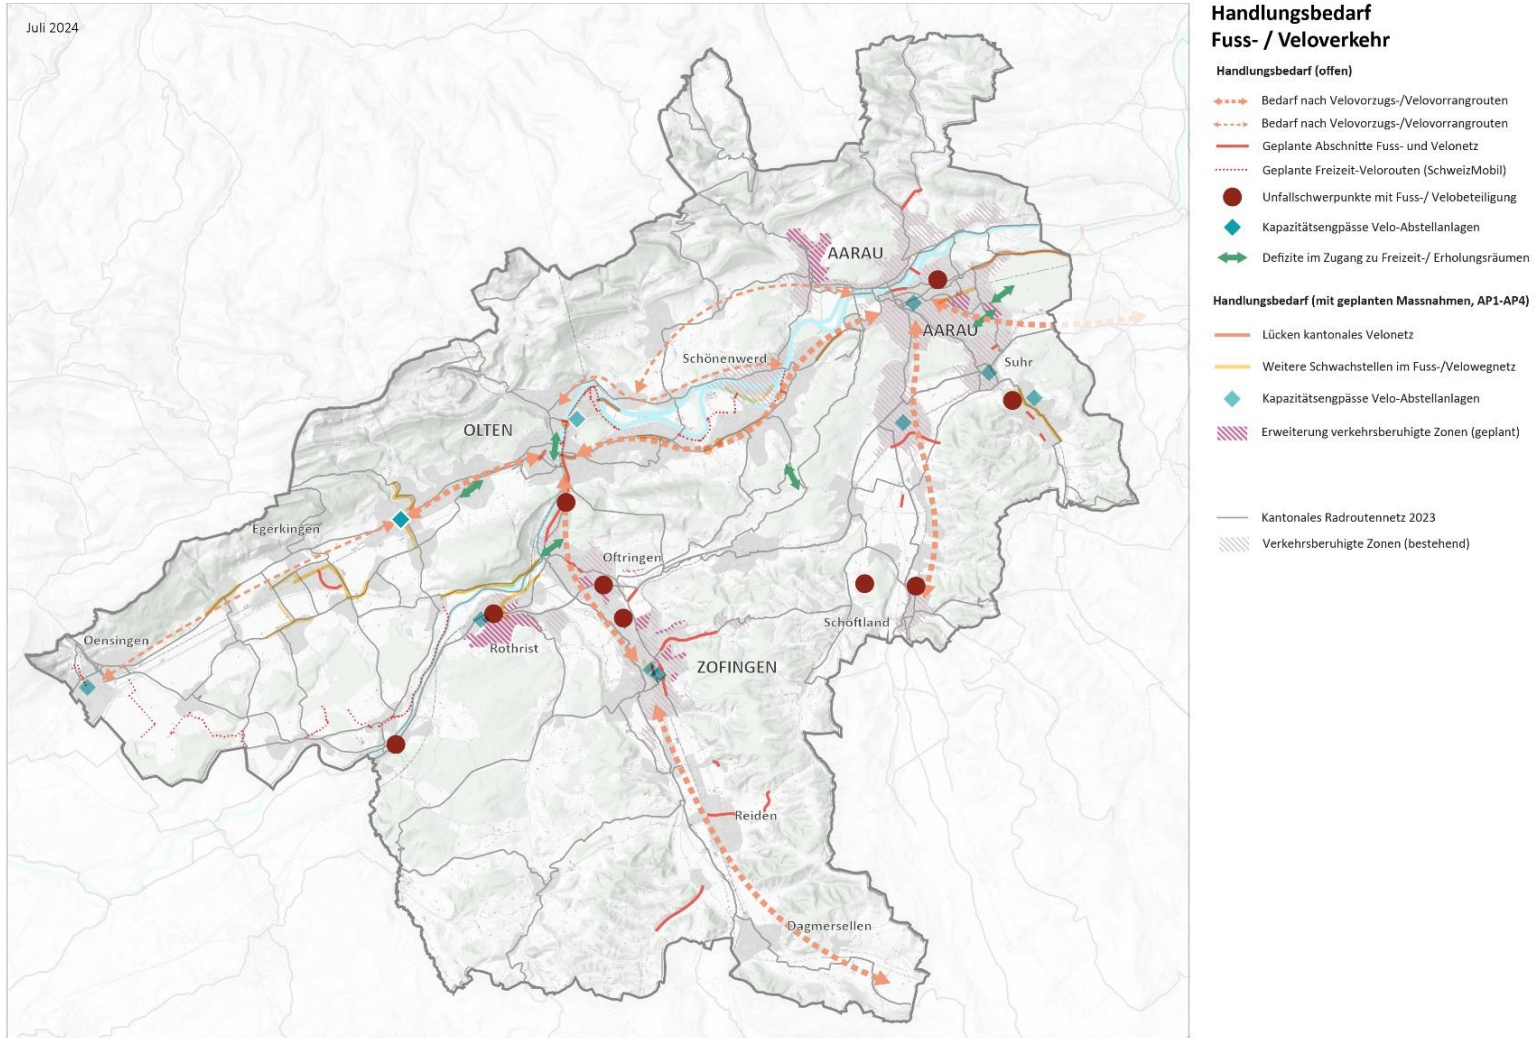 Juli 2024
AARAU
AARAU
Schönenwerd
Suhr
OLTEN
Egerkingen
Oftringen
Oensingen
Rothrist
Schöftland
ZOFINGEN
Reiden
Dagmersellen
Handlungsbedarf
Fuss- / Veloverkehr
Handlungsbedarf (offen)
Bedarf nach Velovorzugs-/Velovorrangrouten
Bedarf nach Velovorzugs-/Velovorrangrouten
Geplante Abschnitte Fuss- und Velonetz
Geplante Freizeit-Velorouten (SchweizMobil)
Unfallschwerpunkte mit Fuss-/ Velobeteiligung
Kapazitätsengpässe Velo-Abstellanlagen
Defizite im Zugang zu Freizeit-/ Erholungsräumen
Handlungsbedarf (mit geplanten Massnahmen, AP1-AP4)
Lücken kantonales Velonetz
Weitere Schwachstellen im Fuss-/Velowegnetz
Kapazitätsengpässe Velo-Abstellanlagen
Erweiterung verkehrsberuhigte Zonen (geplant)
Kantonales Radroutennetz 2023
Verkehrsberuhigte Zonen (bestehend)